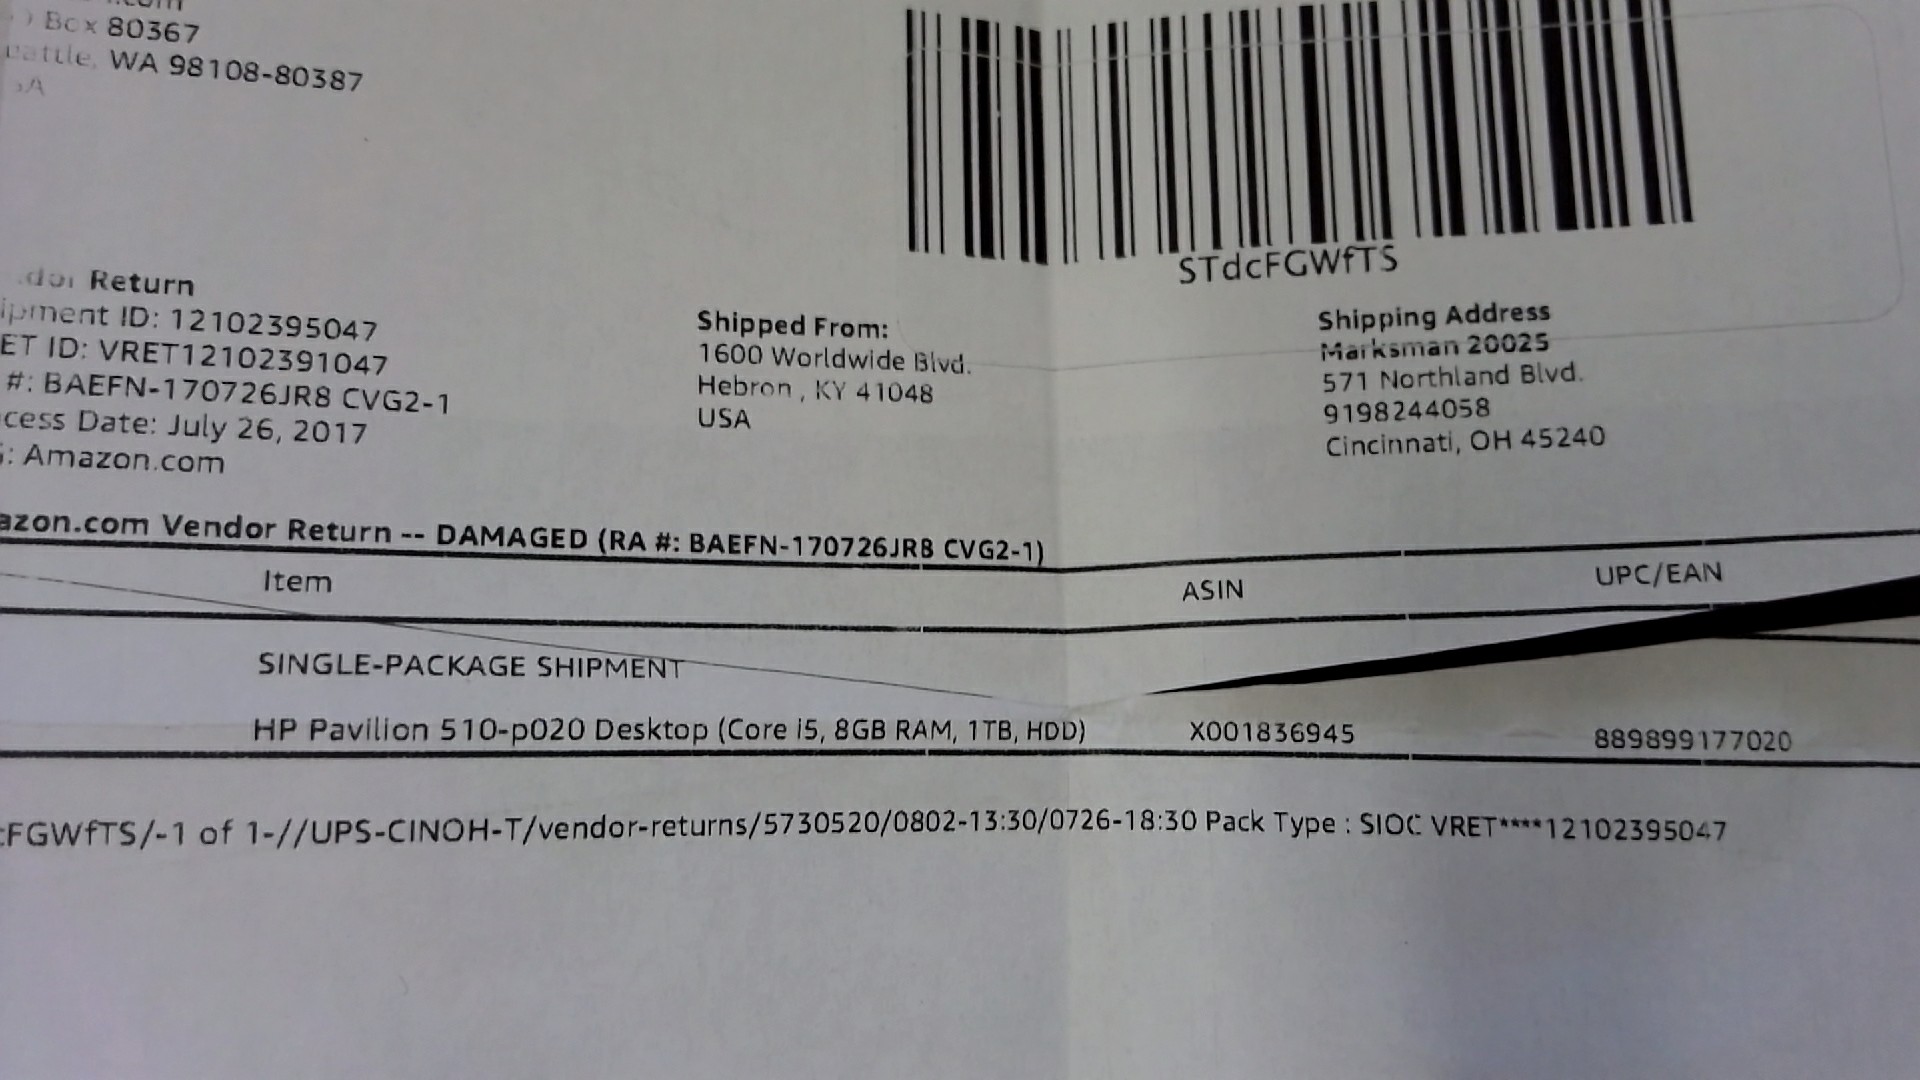 Box 80367
Seattle, WA 98108-80387
STdcFGWfTS
Return
ipment ID: 12102395047
ET ID: VRET12102391047
#: BAEFN-170726JR8 CVG2-1
cess Date: July 26, 2017
: Amazon.com
Shipped From:
1600 Worldwide Blvd.
Hebron , KY 41048
USA
Shipping Address
Marksman 20025
571 Northland Blvd.
9198244058
Cincinnati, OH 45240
azon.com Vendor Return -- DAMAGED (RA #: BAEFN-170726JR8 CVG2-1)
Item ASIN UPC/EAN
SINGLE-PACKAGE SHIPMENT
HP Pavilion 510-p020 Desktop (Core i5, 8GB RAM, 1TB, HDD) X001836945 889899177020
FGWfTS/-1 of 1-//UPS-CINOH-T/vendor-returns/5730520/0802-13:30/0726-18:30 Pack Type : SIOC VRET****12102395047